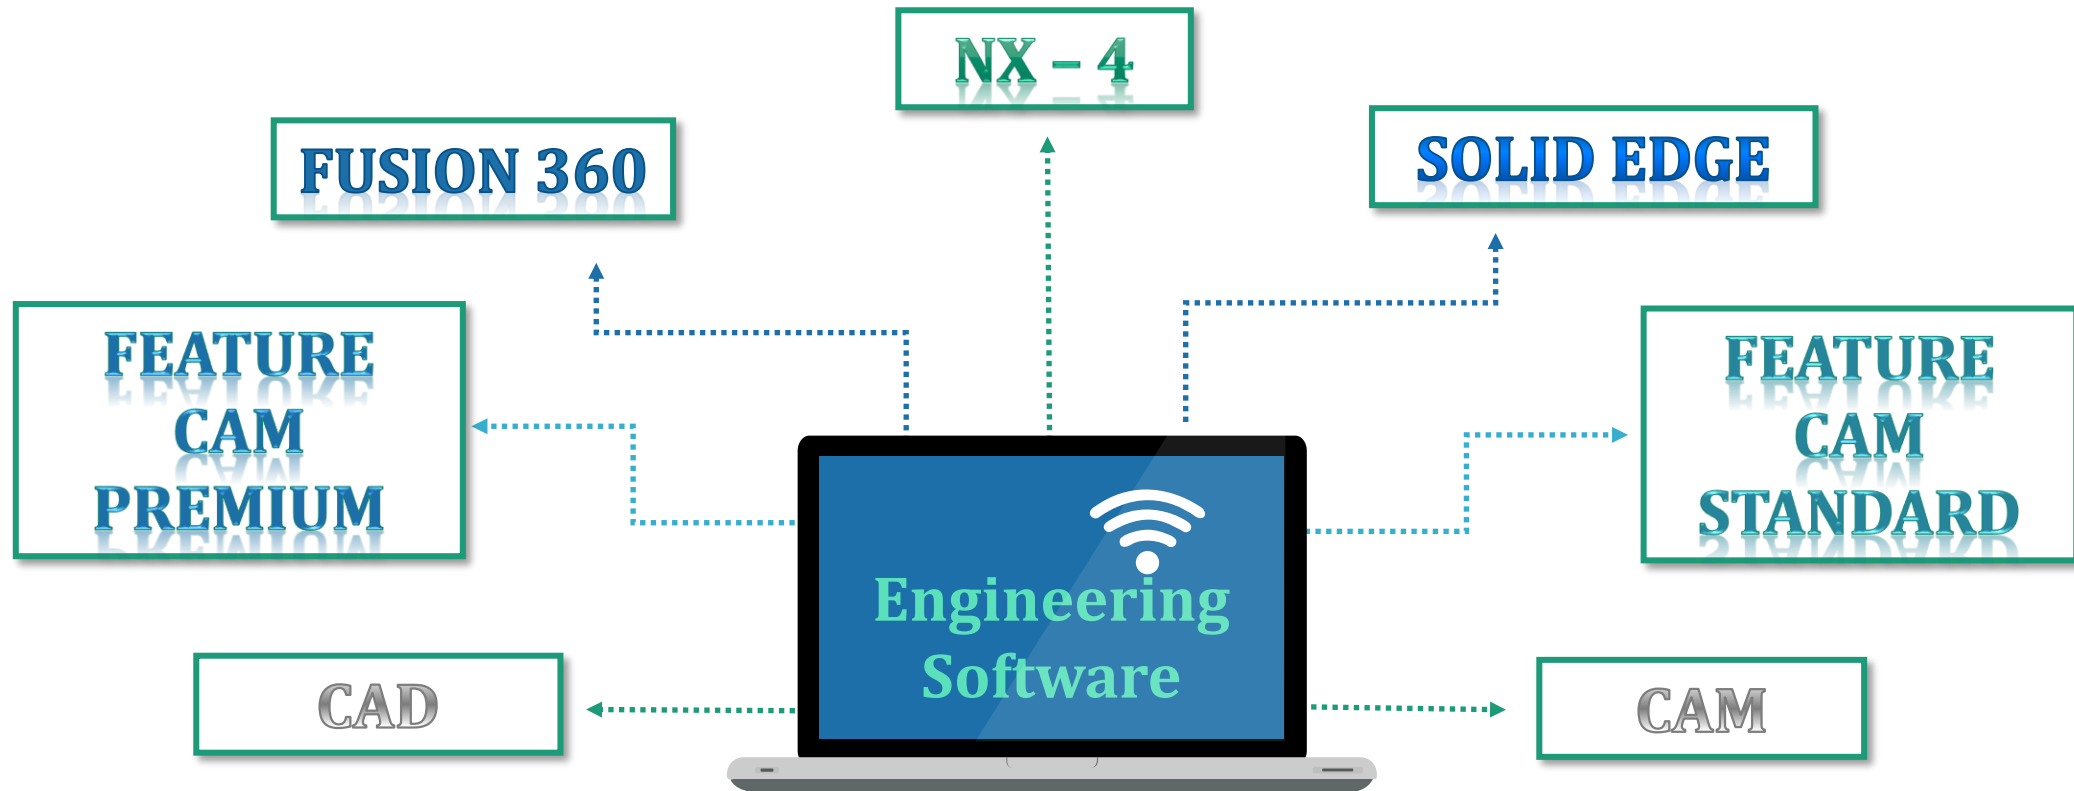 NX – 4
FUSION 360
SOLID EDGE
FEATURE
CAM
PREMIUM
FEATURE
CAM
STANDARD
Engineering
Software
CAD
CAM